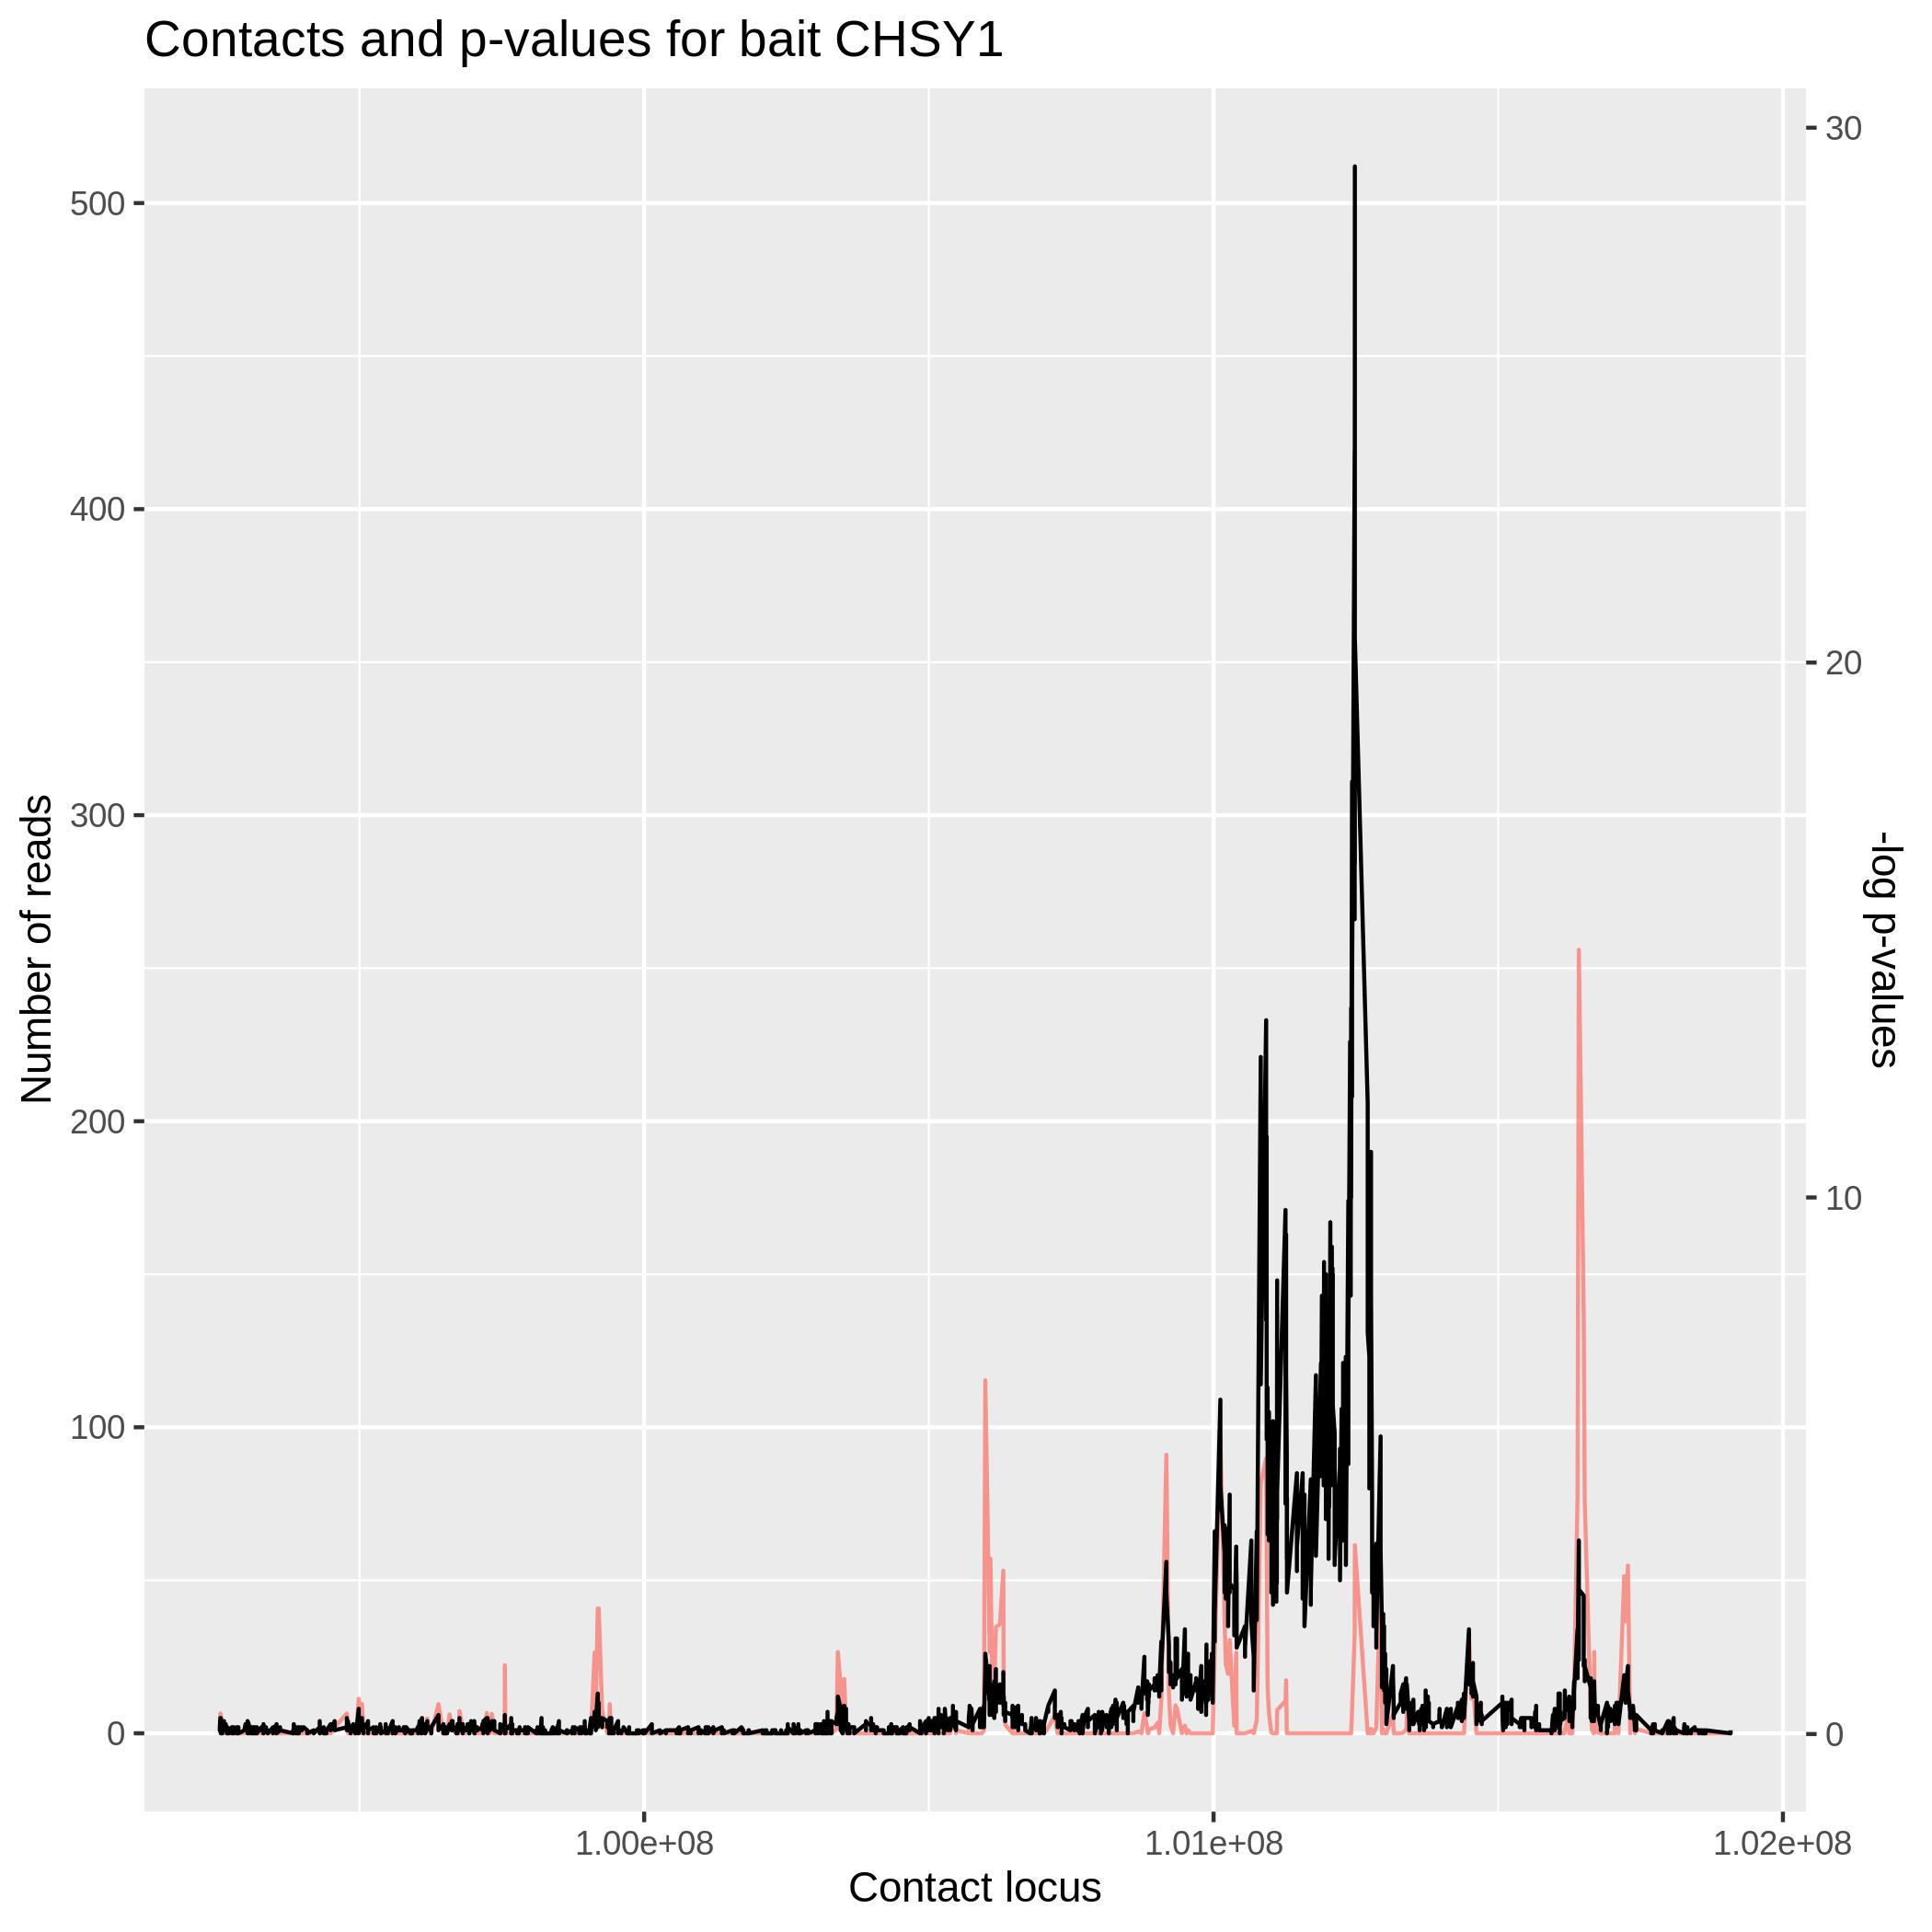 Contacts and p-values for bait CHSY1
30
500
400
20
300
Number of reads
-log p-values
200
10
100
0
0
1.00e+08
1.01e+08
1.02e+08
Contact locus